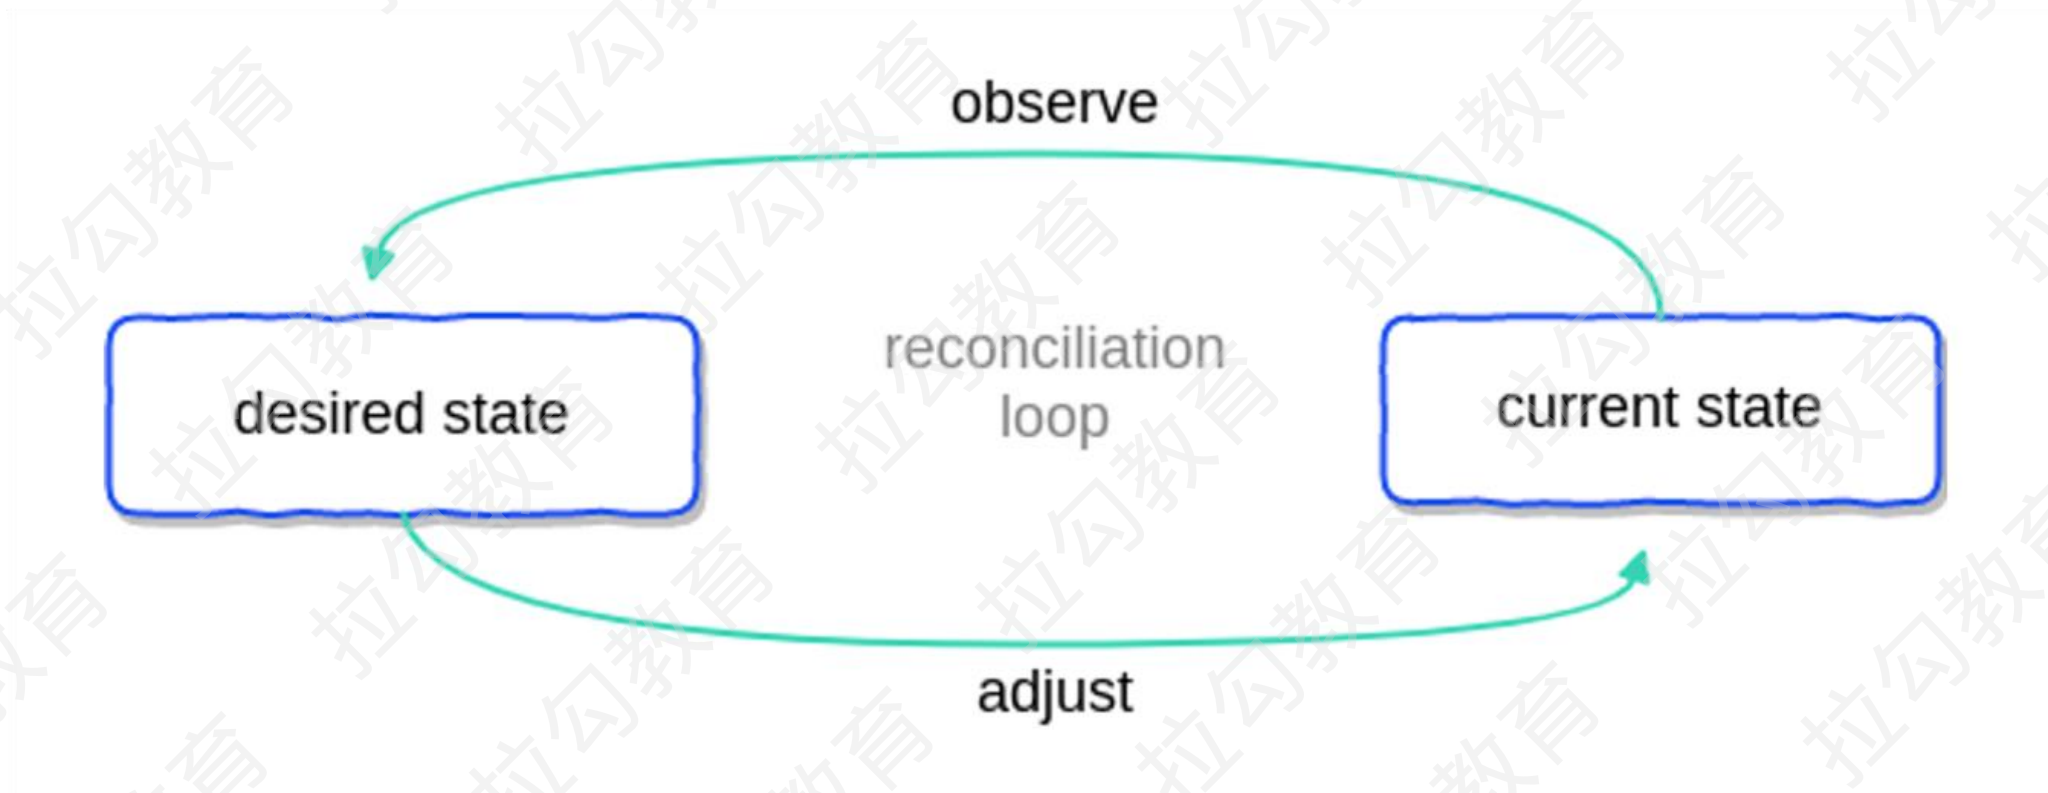 observe
reconciliation
loop
desired state
current state
adjust
拉勾教育